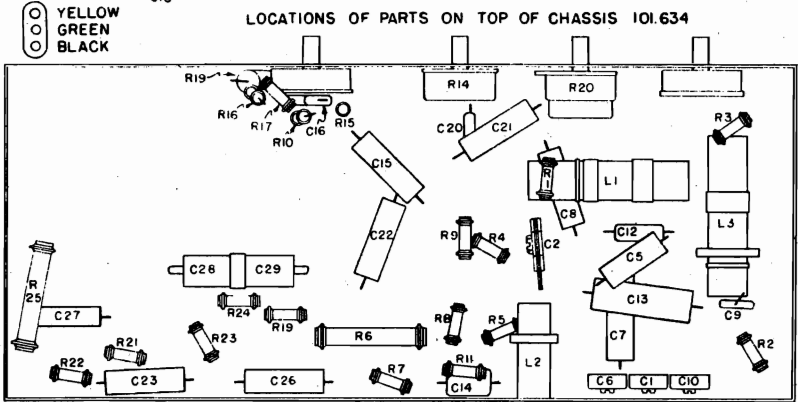 YELLOW
GREEN
BLACK
LOCATIONS OF PARTS ON TOP OF CHASSIS 101.634
R19
R16
R17
R10
C16
R15
R14
R20
C20
C21
R3
C15
R1
L1
C8
L3
C22
R9
R4
C2
C12
C5
C13
C9
C28
C29
R25
C27
R24
R19
R23
R6
R8
R5
C7
R2
R21
R22
C23
C26
R7
R11
C14
L2
C6
C1
C10